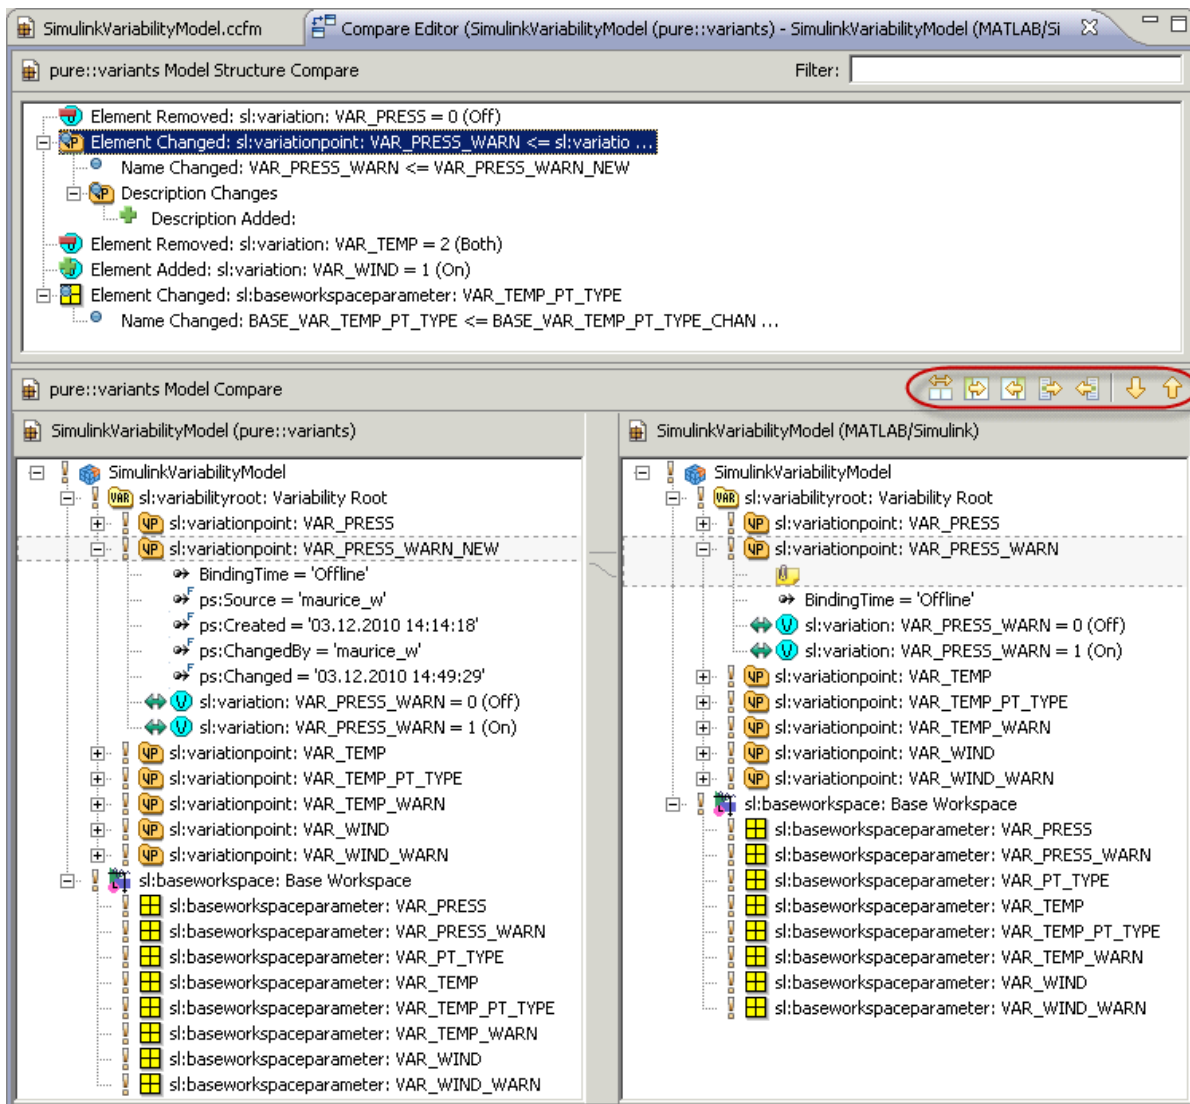 SimulinkVariabilityModel.ccfm
Compare Editor (SimulinkVariabilityModel (pure::variants) - SimulinkVariabilityModel (MATLAB/Si
pure::variants Model Structure Compare
Filter:
Element Removed: sl:variation: VAR_PRESS = 0 (Off)
Element Changed: sl:variationpoint: VAR_PRESS_WARN <= sl:variatio ...
Name Changed: VAR_PRESS_WARN <= VAR_PRESS_WARN_NEW
Description Changes
Description Added:
Element Removed: sl:variation: VAR_TEMP = 2 (Both)
Element Added: sl:variation: VAR_WIND = 1 (On)
Element Changed: sl:baseworkspaceparameter: VAR_TEMP_PT_TYPE
Name Changed: BASE_VAR_TEMP_PT_TYPE <= BASE_VAR_TEMP_PT_TYPE_CHAN ...
pure::variants Model Compare
SimulinkVariabilityModel (pure::variants)
SimulinkVariabilityModel
sl:variabilityroot: Variability Root
sl:variationpoint: VAR_PRESS
sl:variationpoint: VAR_PRESS_WARN_NEW
BindingTime = 'Offline'
ps:Source = 'maurice_w'
ps:Created = '03.12.2010 14:14:18'
ps:ChangedBy = 'maurice_w'
ps:Changed = '03.12.2010 14:49:29'
sl:variation: VAR_PRESS_WARN = 0 (Off)
sl:variation: VAR_PRESS_WARN = 1 (On)
sl:variationpoint: VAR_TEMP
sl:variationpoint: VAR_TEMP_PT_TYPE
sl:variationpoint: VAR_TEMP_WARN
sl:variationpoint: VAR_WIND
sl:variationpoint: VAR_WIND_WARN
sl:baseworkspace: Base Workspace
sl:baseworkspaceparameter: VAR_PRESS
sl:baseworkspaceparameter: VAR_PRESS_WARN
sl:baseworkspaceparameter: VAR_PT_TYPE
sl:baseworkspaceparameter: VAR_TEMP
sl:baseworkspaceparameter: VAR_TEMP_PT_TYPE
sl:baseworkspaceparameter: VAR_TEMP_WARN
sl:baseworkspaceparameter: VAR_WIND
sl:baseworkspaceparameter: VAR_WIND_WARN
SimulinkVariabilityModel (MATLAB/Simulink)
SimulinkVariabilityModel
sl:variabilityroot: Variability Root
sl:variationpoint: VAR_PRESS
sl:variationpoint: VAR_PRESS_WARN
BindingTime = 'Offline'
sl:variation: VAR_PRESS_WARN = 0 (Off)
sl:variation: VAR_PRESS_WARN = 1 (On)
sl:variationpoint: VAR_TEMP
sl:variationpoint: VAR_TEMP_PT_TYPE
sl:variationpoint: VAR_TEMP_WARN
sl:variationpoint: VAR_WIND
sl:variationpoint: VAR_WIND_WARN
sl:baseworkspace: Base Workspace
sl:baseworkspaceparameter: VAR_PRESS
sl:baseworkspaceparameter: VAR_PRESS_WARN
sl:baseworkspaceparameter: VAR_PT_TYPE
sl:baseworkspaceparameter: VAR_TEMP
sl:baseworkspaceparameter: VAR_TEMP_PT_TYPE
sl:baseworkspaceparameter: VAR_TEMP_WARN
sl:baseworkspaceparameter: VAR_WIND
sl:baseworkspaceparameter: VAR_WIND_WARN